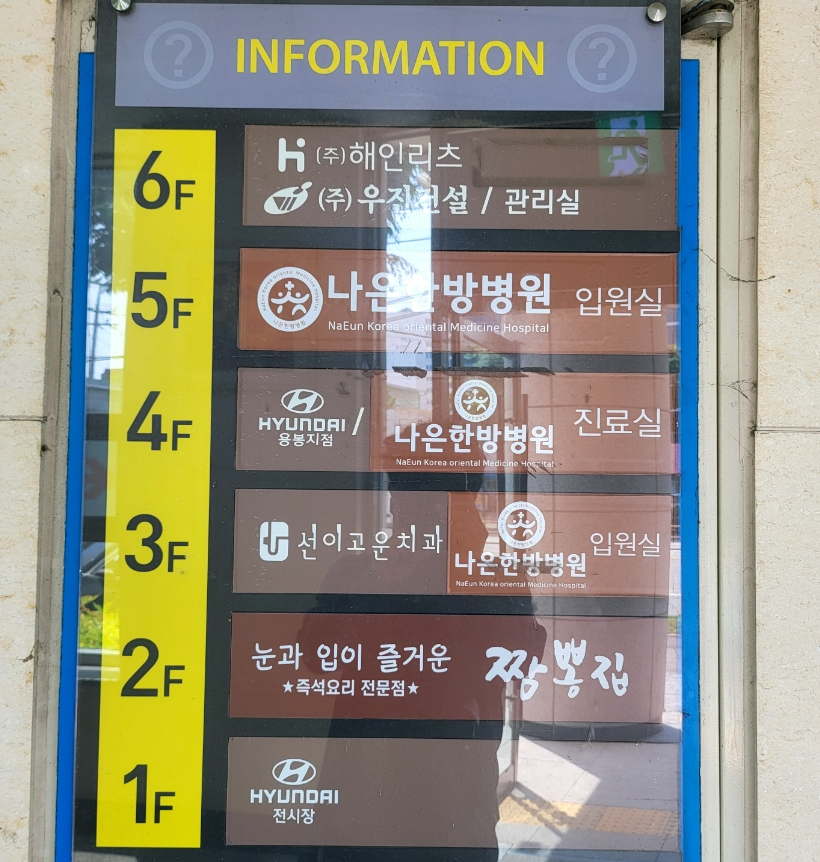 INFORMATION
6F
(주)해인리츠
(주)우진건설 / 관리실
5F
나은한방병원 입원실
NaEun Korea oriental Medicine Hospital
4F
HYUNDAI /
용봉지점
나은한방병원 진료실
NaEun Korea oriental Medicine Hospital
3F
선이고운치과
나은한방병원 입원실
NaEun Korea oriental Medicine Hospital
2F
눈과 입이 즐거운 짬뽕집
★즉석요리 전문점★
1F
HYUNDAI
전시장